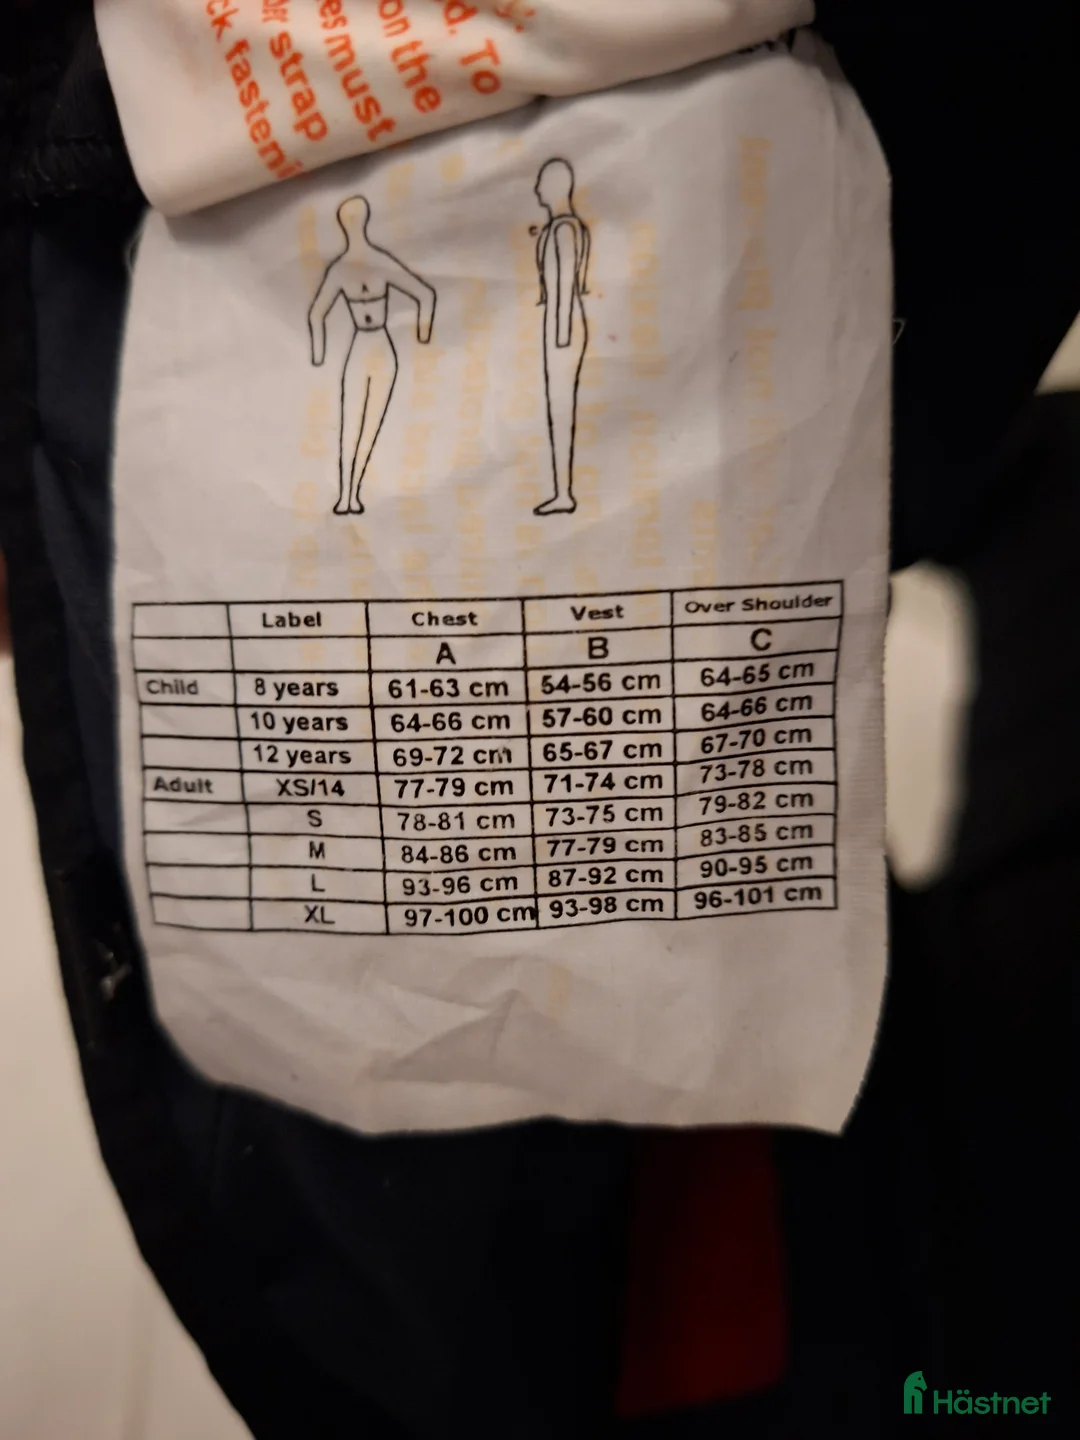 d. To
on the
es must
strap
ck fasteni
A
B
c
Label Chest Vest Over Shoulder
A B C
Child 8 years 61-63 cm 54-56 cm 64-65 cm
10 years 64-66 cm 57-60 cm 64-66 cm
12 years 69-72 cm 65-67 cm 67-70 cm
Adult XS/14 77-79 cm 71-74 cm 73-78 cm
S 78-81 cm 73-75 cm 79-82 cm
M 84-86 cm 77-79 cm 83-85 cm
L 93-96 cm 87-92 cm 90-95 cm
XL 97-100 cm 93-98 cm 96-101 cm
Hästnet